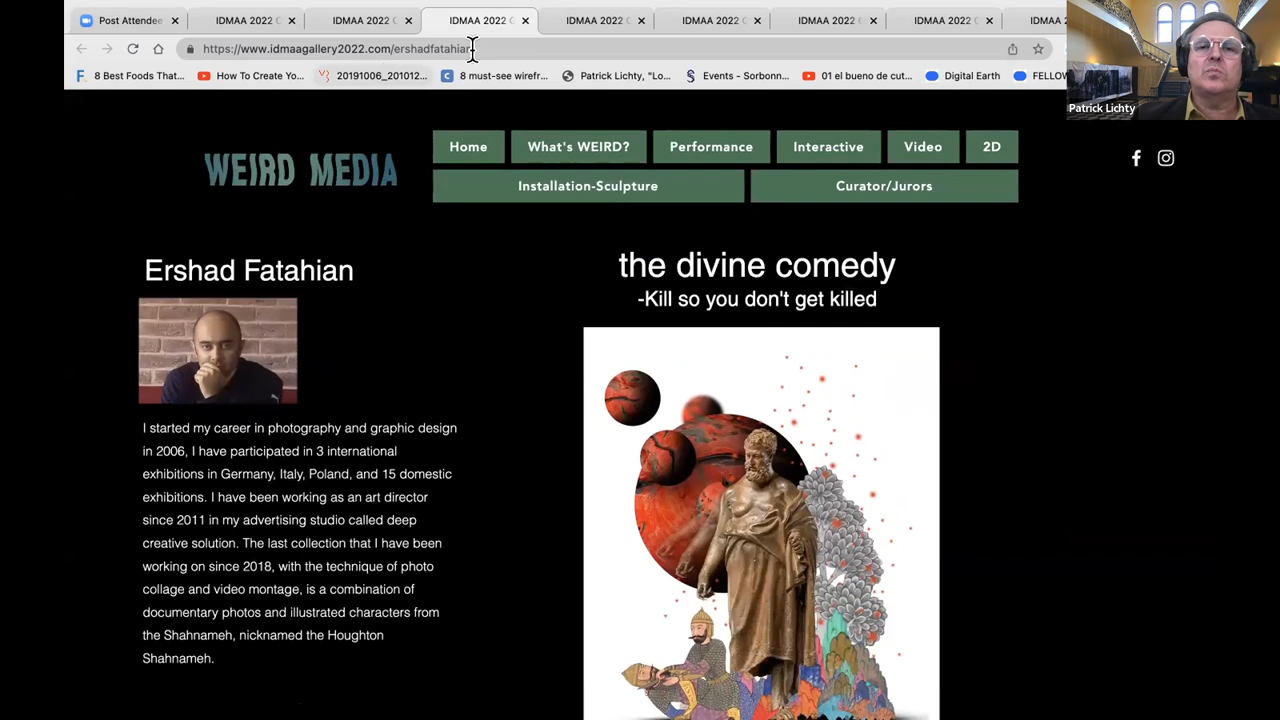 Post Attendee
IDMAA 2022 G
IDMAA 2022 G
IDMAA 2022 G
IDMAA 2022 G
IDMAA 2022 G
IDMAA 2022 G
IDMAA 2022 G
IDMAA 20
https://www.idmaagallery2022.com/ershadfatahian
8 Best Foods That...
How To Create Yo...
20191006_201012...
8 must-see wirefr...
Patrick Lichty, "Lo...
Events - Sorbonn...
01 el bueno de cut...
Digital Earth
FELLOW
Patrick Lichty
WEIRD MEDIA
Home
What's WEIRD?
Performance
Interactive
Video
2D
Installation-Sculpture
Curator/Jurors
Ershad Fatahian
I started my career in photography and graphic design
in 2006, I have participated in 3 international
exhibitions in Germany, Italy, Poland, and 15 domestic
exhibitions. I have been working as an art director
since 2011 in my advertising studio called deep
creative solution. The last collection that I have been
working on since 2018, with the technique of photo
collage and video montage, is a combination of
documentary photos and illustrated characters from
the Shahnameh, nicknamed the Houghton
Shahnameh.
the divine comedy
-Kill so you don't get killed